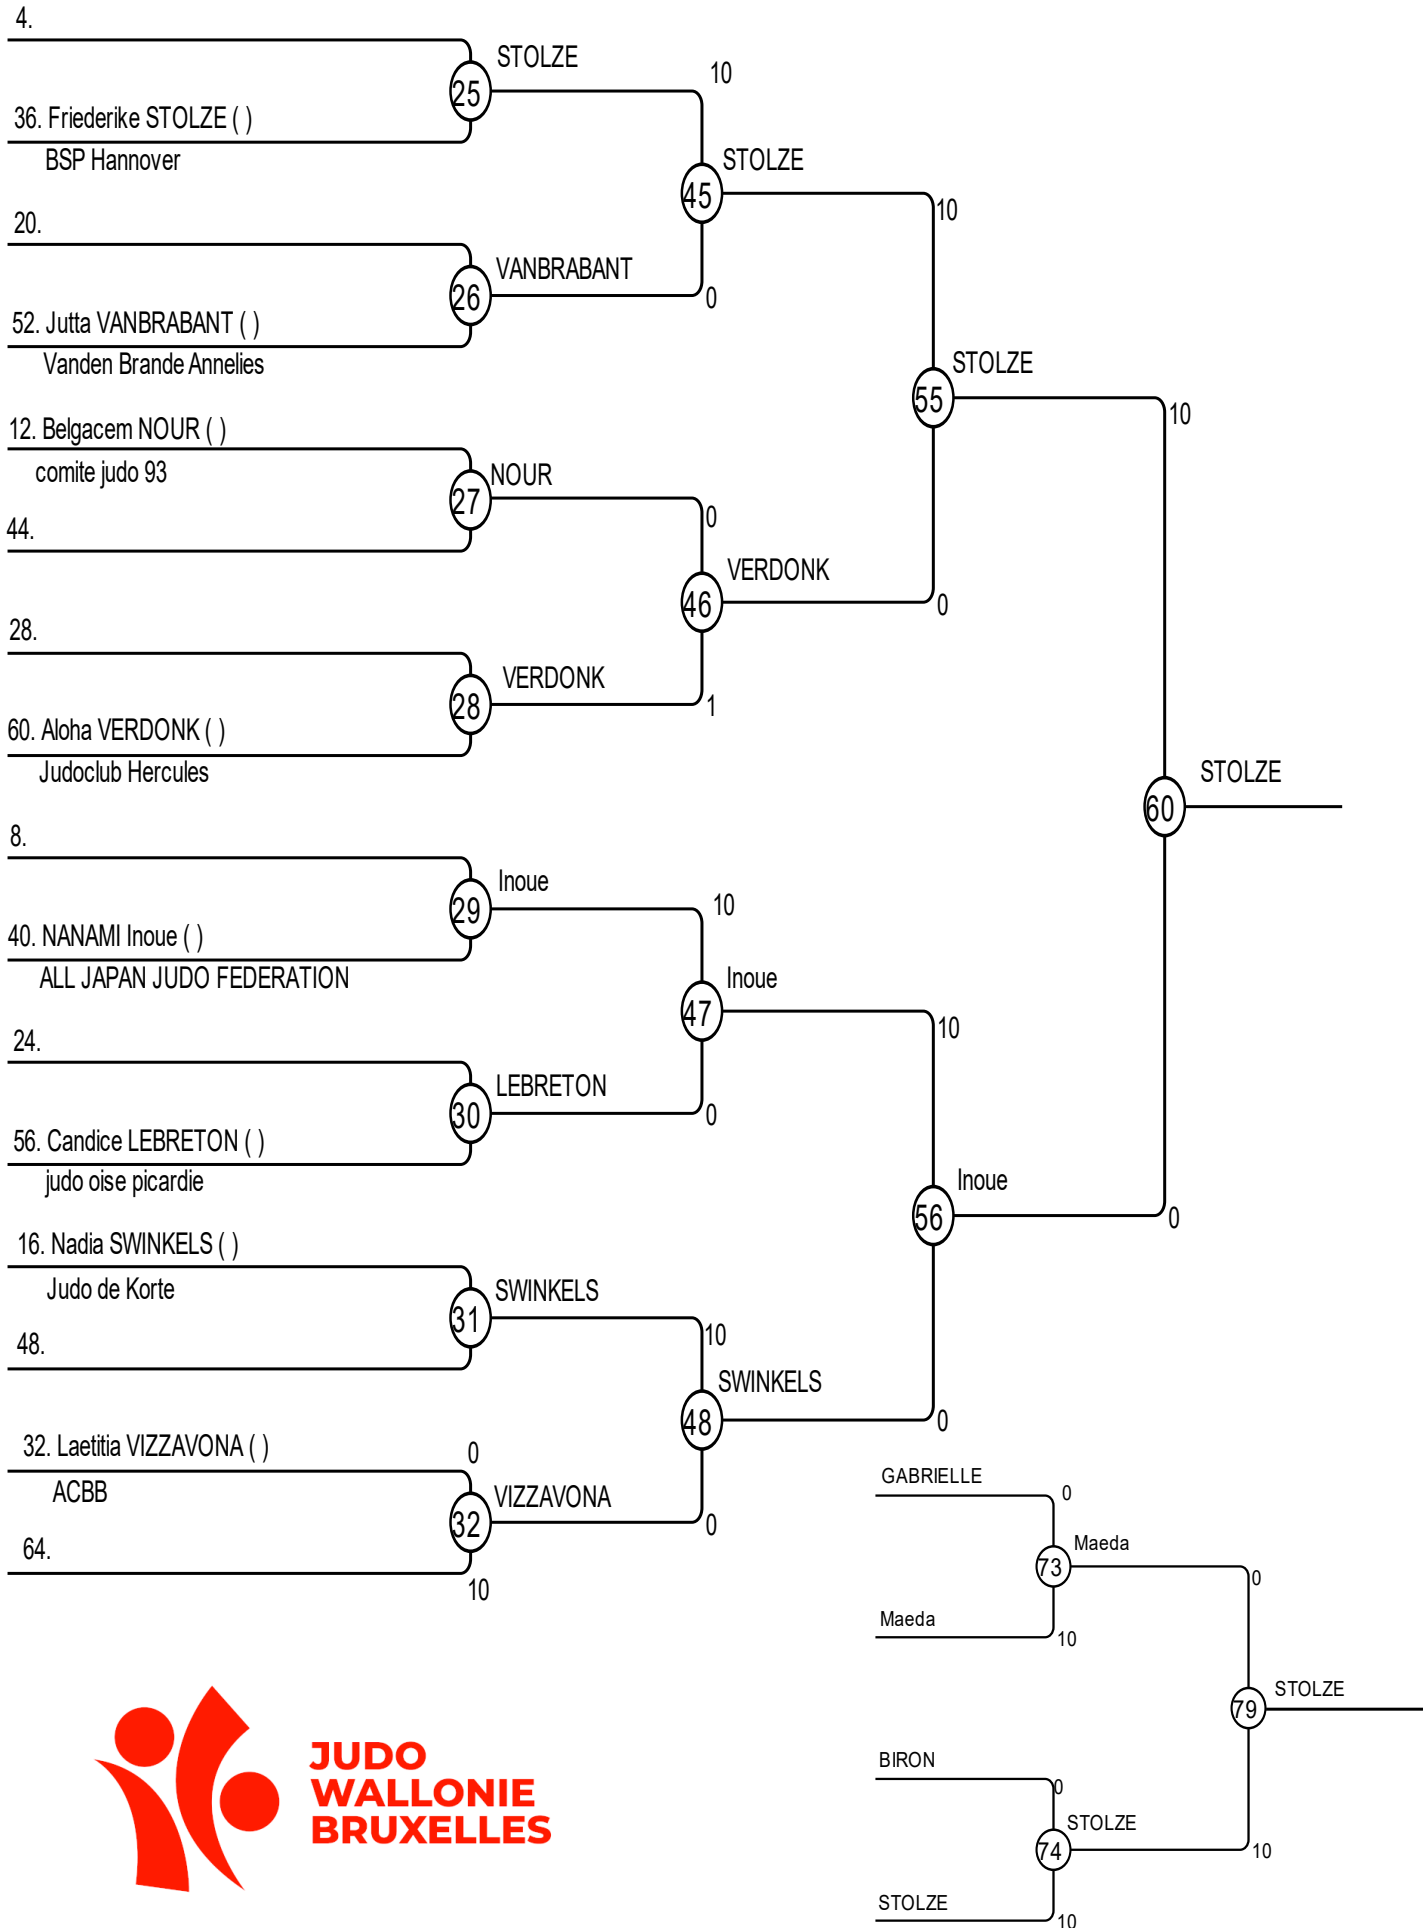 4.
STOLZE
10
25
36. Friederike STOLZE ( )
BSP Hannover
STOLZE
45
10
20.
VANBRABANT
26
0
52. Jutta VANBRABANT ( )
Vanden Brande Annelies
STOLZE
55
10
12. Belgacem NOUR ( )
comite judo 93
NOUR
27
0
44.
VERDONK
46
0
28.
VERDONK
28
1
60. Aloha VERDONK ( )
Judoclub Hercules
STOLZE
60
8.
Inoue
29
10
40. NANAMI Inoue ( )
ALL JAPAN JUDO FEDERATION
Inoue
47
10
24.
LEBRETON
30
0
56. Candice LEBRETON ( )
judo oise picardie
Inoue
56
0
16. Nadia SWINKELS ( )
Judo de Korte
SWINKELS
31
10
48.
SWINKELS
48
0
32. Laetitia VIZZAVONA ( )
0
ACBB
VIZZAVONA
32
0
64.
10
GABRIELLE
0
Maeda
73
0
Maeda
10
STOLZE
79
BIRON
0
STOLZE
74
10
STOLZE
10
JUDO
WALLONIE
BRUXELLES